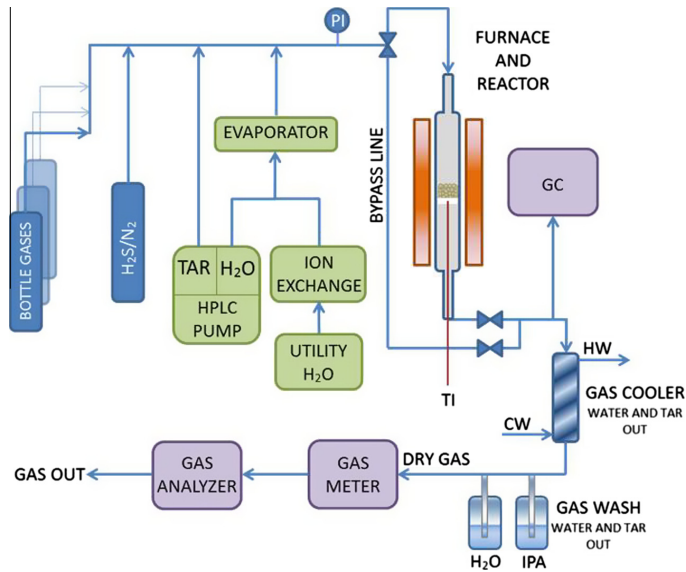 PI
FURNACE
AND
REACTOR
EVAPORATOR
BYPASS LINE
GC
BOTTLE GASES
H₂S/N₂
TAR
H₂O
HPLC
PUMP
ION
EXCHANGE
UTILITY
H₂O
TI
HW
GAS COOLER
WATER AND TAR
OUT
CW
GAS OUT
GAS
ANALYZER
GAS
METER
DRY GAS
GAS WASH
WATER AND TAR
OUT
H₂O
IPA